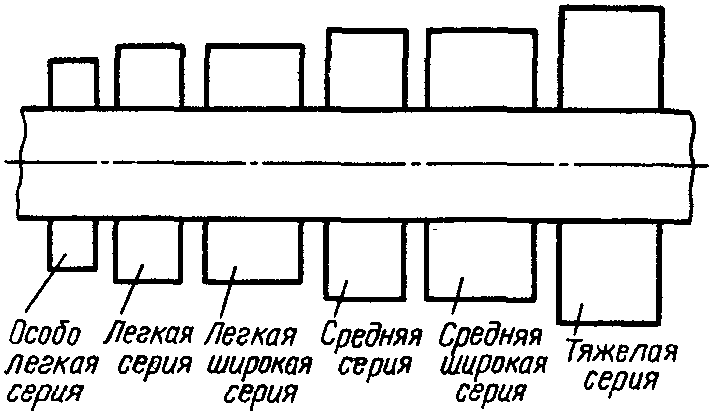 Особо
легкая
серия
Легкая
серия
Легкая
широкая
серия
Средняя
серия
Средняя
широкая
серия
Тяжелая
серия